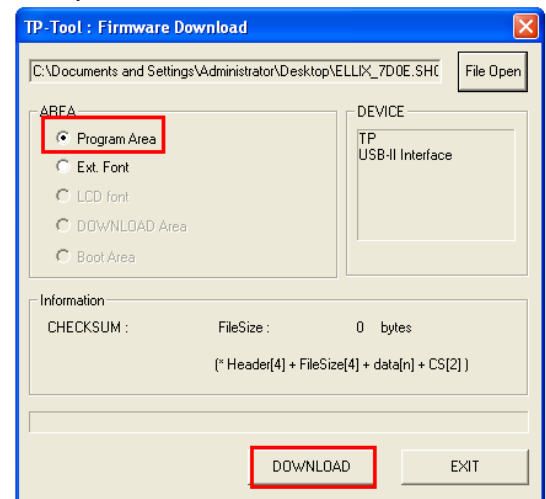 TP-Tool : Firmware Download
C:\Documents and Settings\Administrator\Desktop\ELLIX_7D0E.SH(
File Open
AREA
Program Area
Ext. Font
LCD font
DOWNLOAD Area
Boot Area
DEVICE
TP
USB-II Interface
Information
CHECKSUM : FileSize : 0 bytes
(* Header[4] + FileSize[4] + data[n] + CS[2] )
DOWNLOAD
EXIT